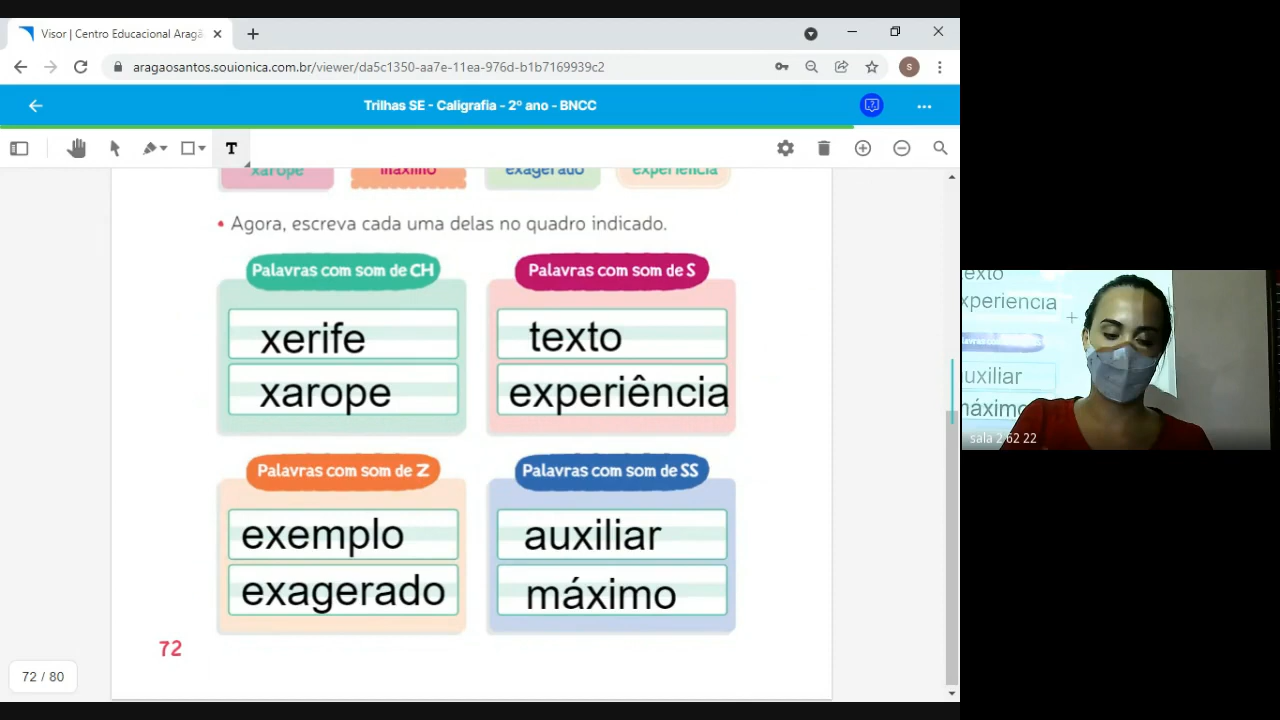 Visor | Centro Educacional Aragã
aragaosantos.souionica.com.br/viewer/da5c1350-aa7e-11ea-976d-b1b7169939c2
s
Trilhas SE - Caligrafia - 2º ano - BNCC
T
xarope máximo exagerado experiência
• Agora, escreva cada uma delas no quadro indicado.
Palavras com som de CH
xerife
xarope
Palavras com som de S
texto
experiência
Palavras com som de Z
exemplo
exagerado
Palavras com som de SS
auxiliar
máximo
72
72 / 80
exto
xperiencia
auxiliar
máximo
sala 2 62 22